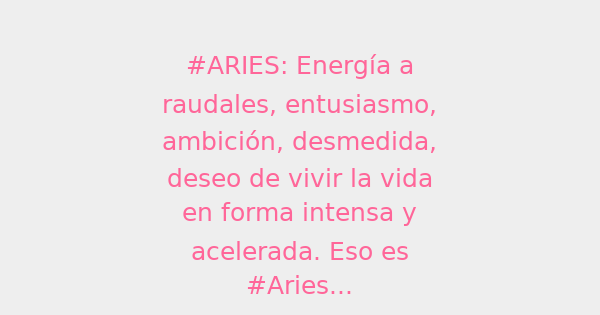 #ARIES: Energía a
raudales, entusiasmo,
ambición, desmedida,
deseo de vivir la vida
en forma intensa y
acelerada. Eso es
#Aries...